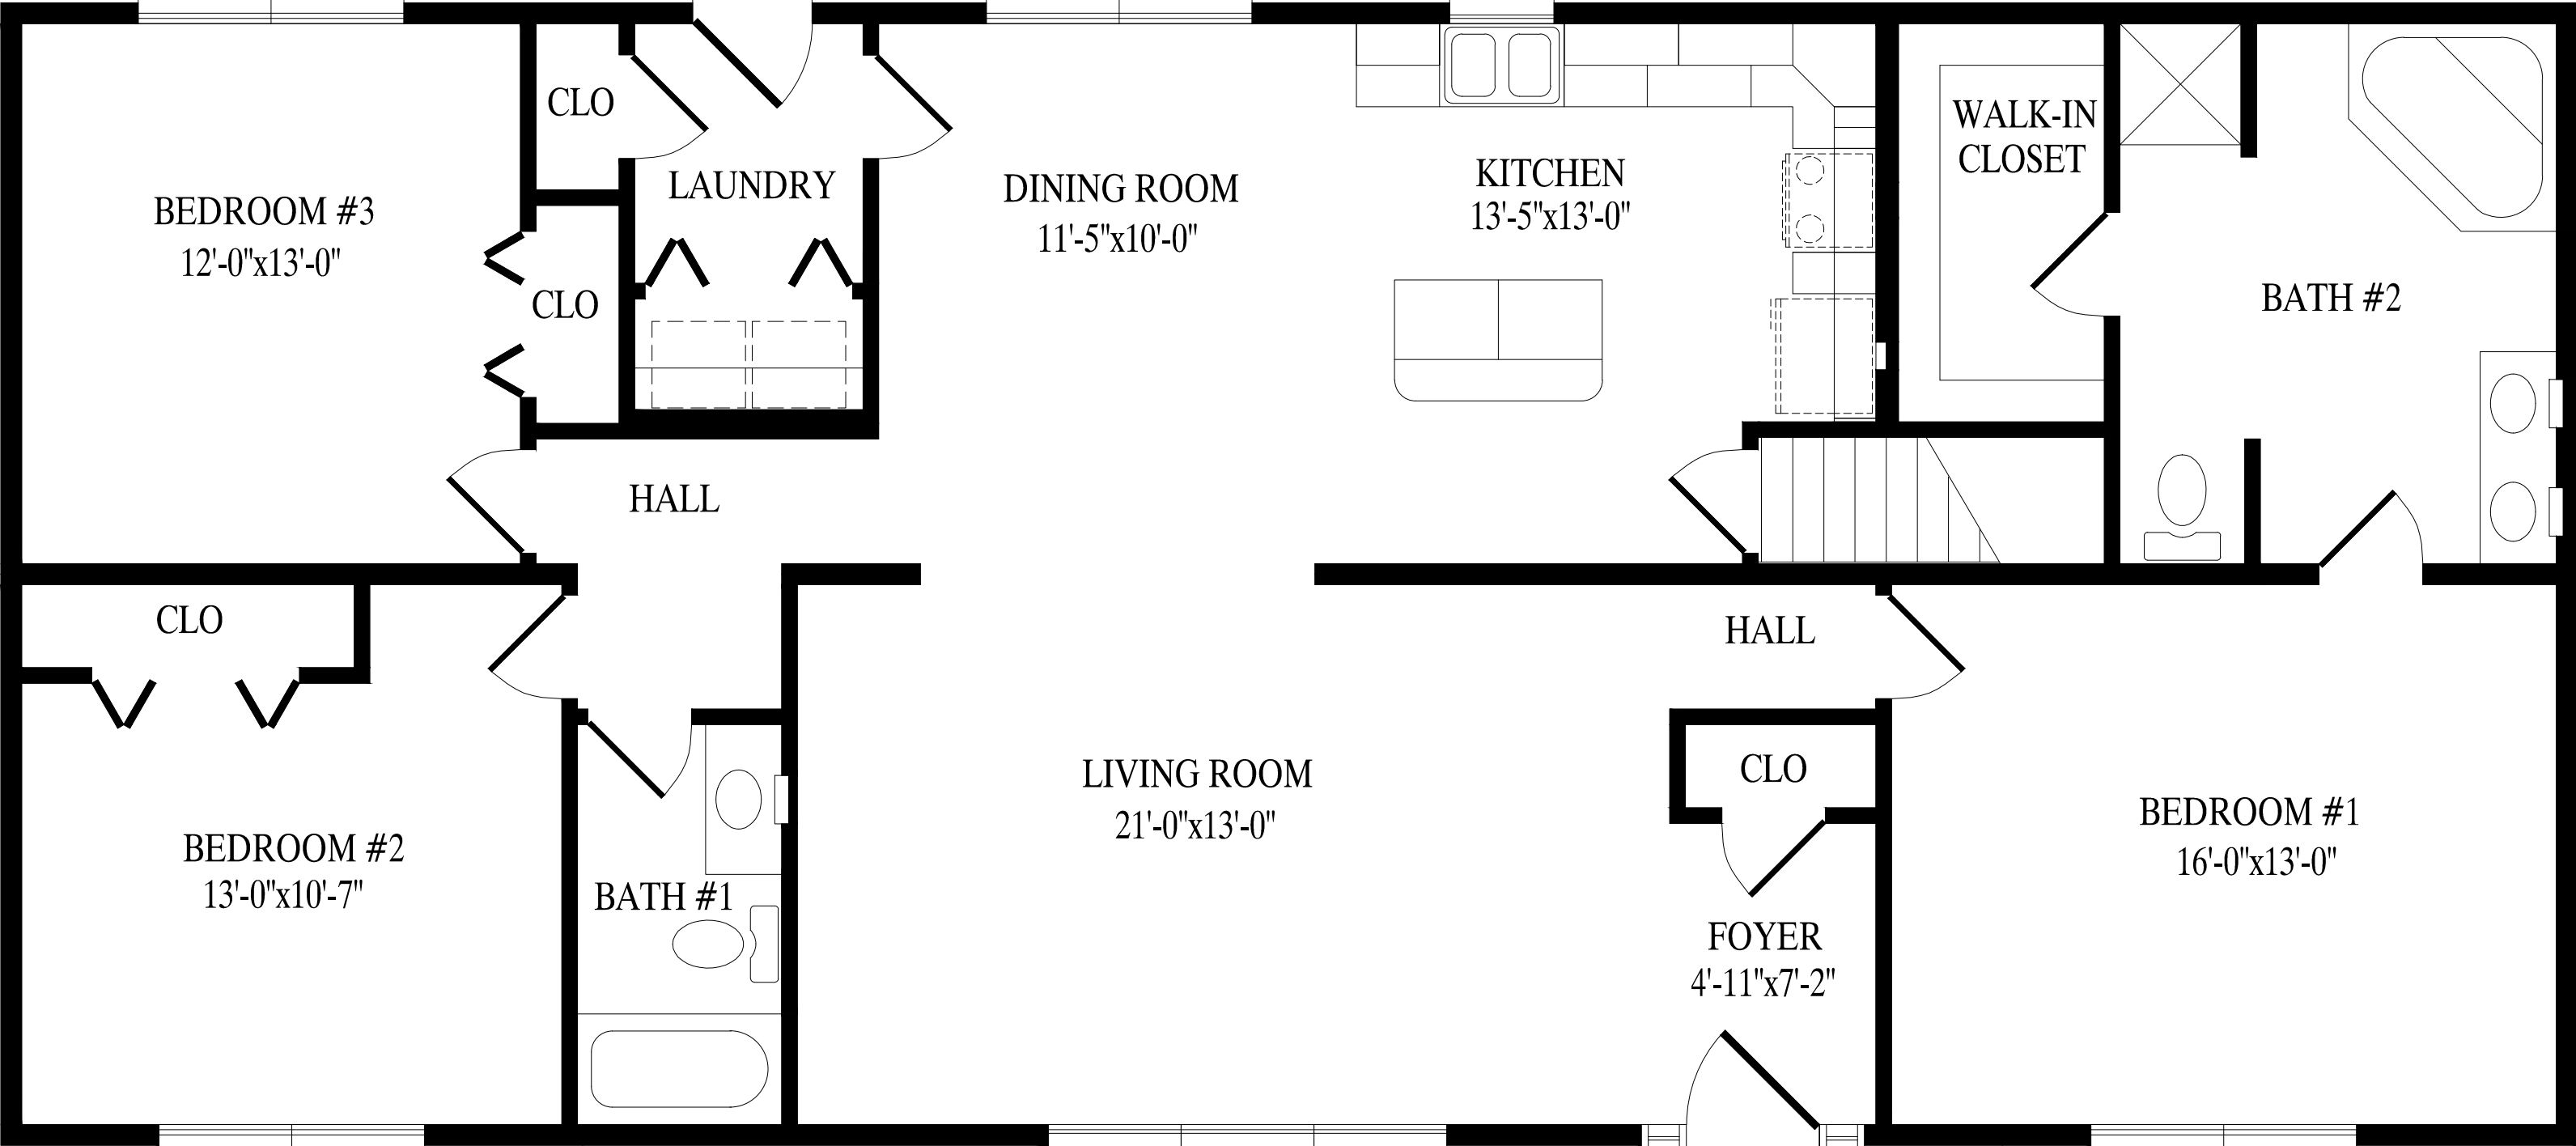 CLO
WALK-IN
CLOSET
BEDROOM #3
12'-0"x13'-0"
LAUNDRY
DINING ROOM
11'-5"x10'-0"
KITCHEN
13'-5"x13'-0"
CLO
BATH #2
HALL
CLO
HALL
LIVING ROOM
21'-0"x13'-0"
CLO
BEDROOM #1
16'-0"x13'-0"
BEDROOM #2
13'-0"x10'-7"
BATH #1
FOYER
4'-11"x7'-2"